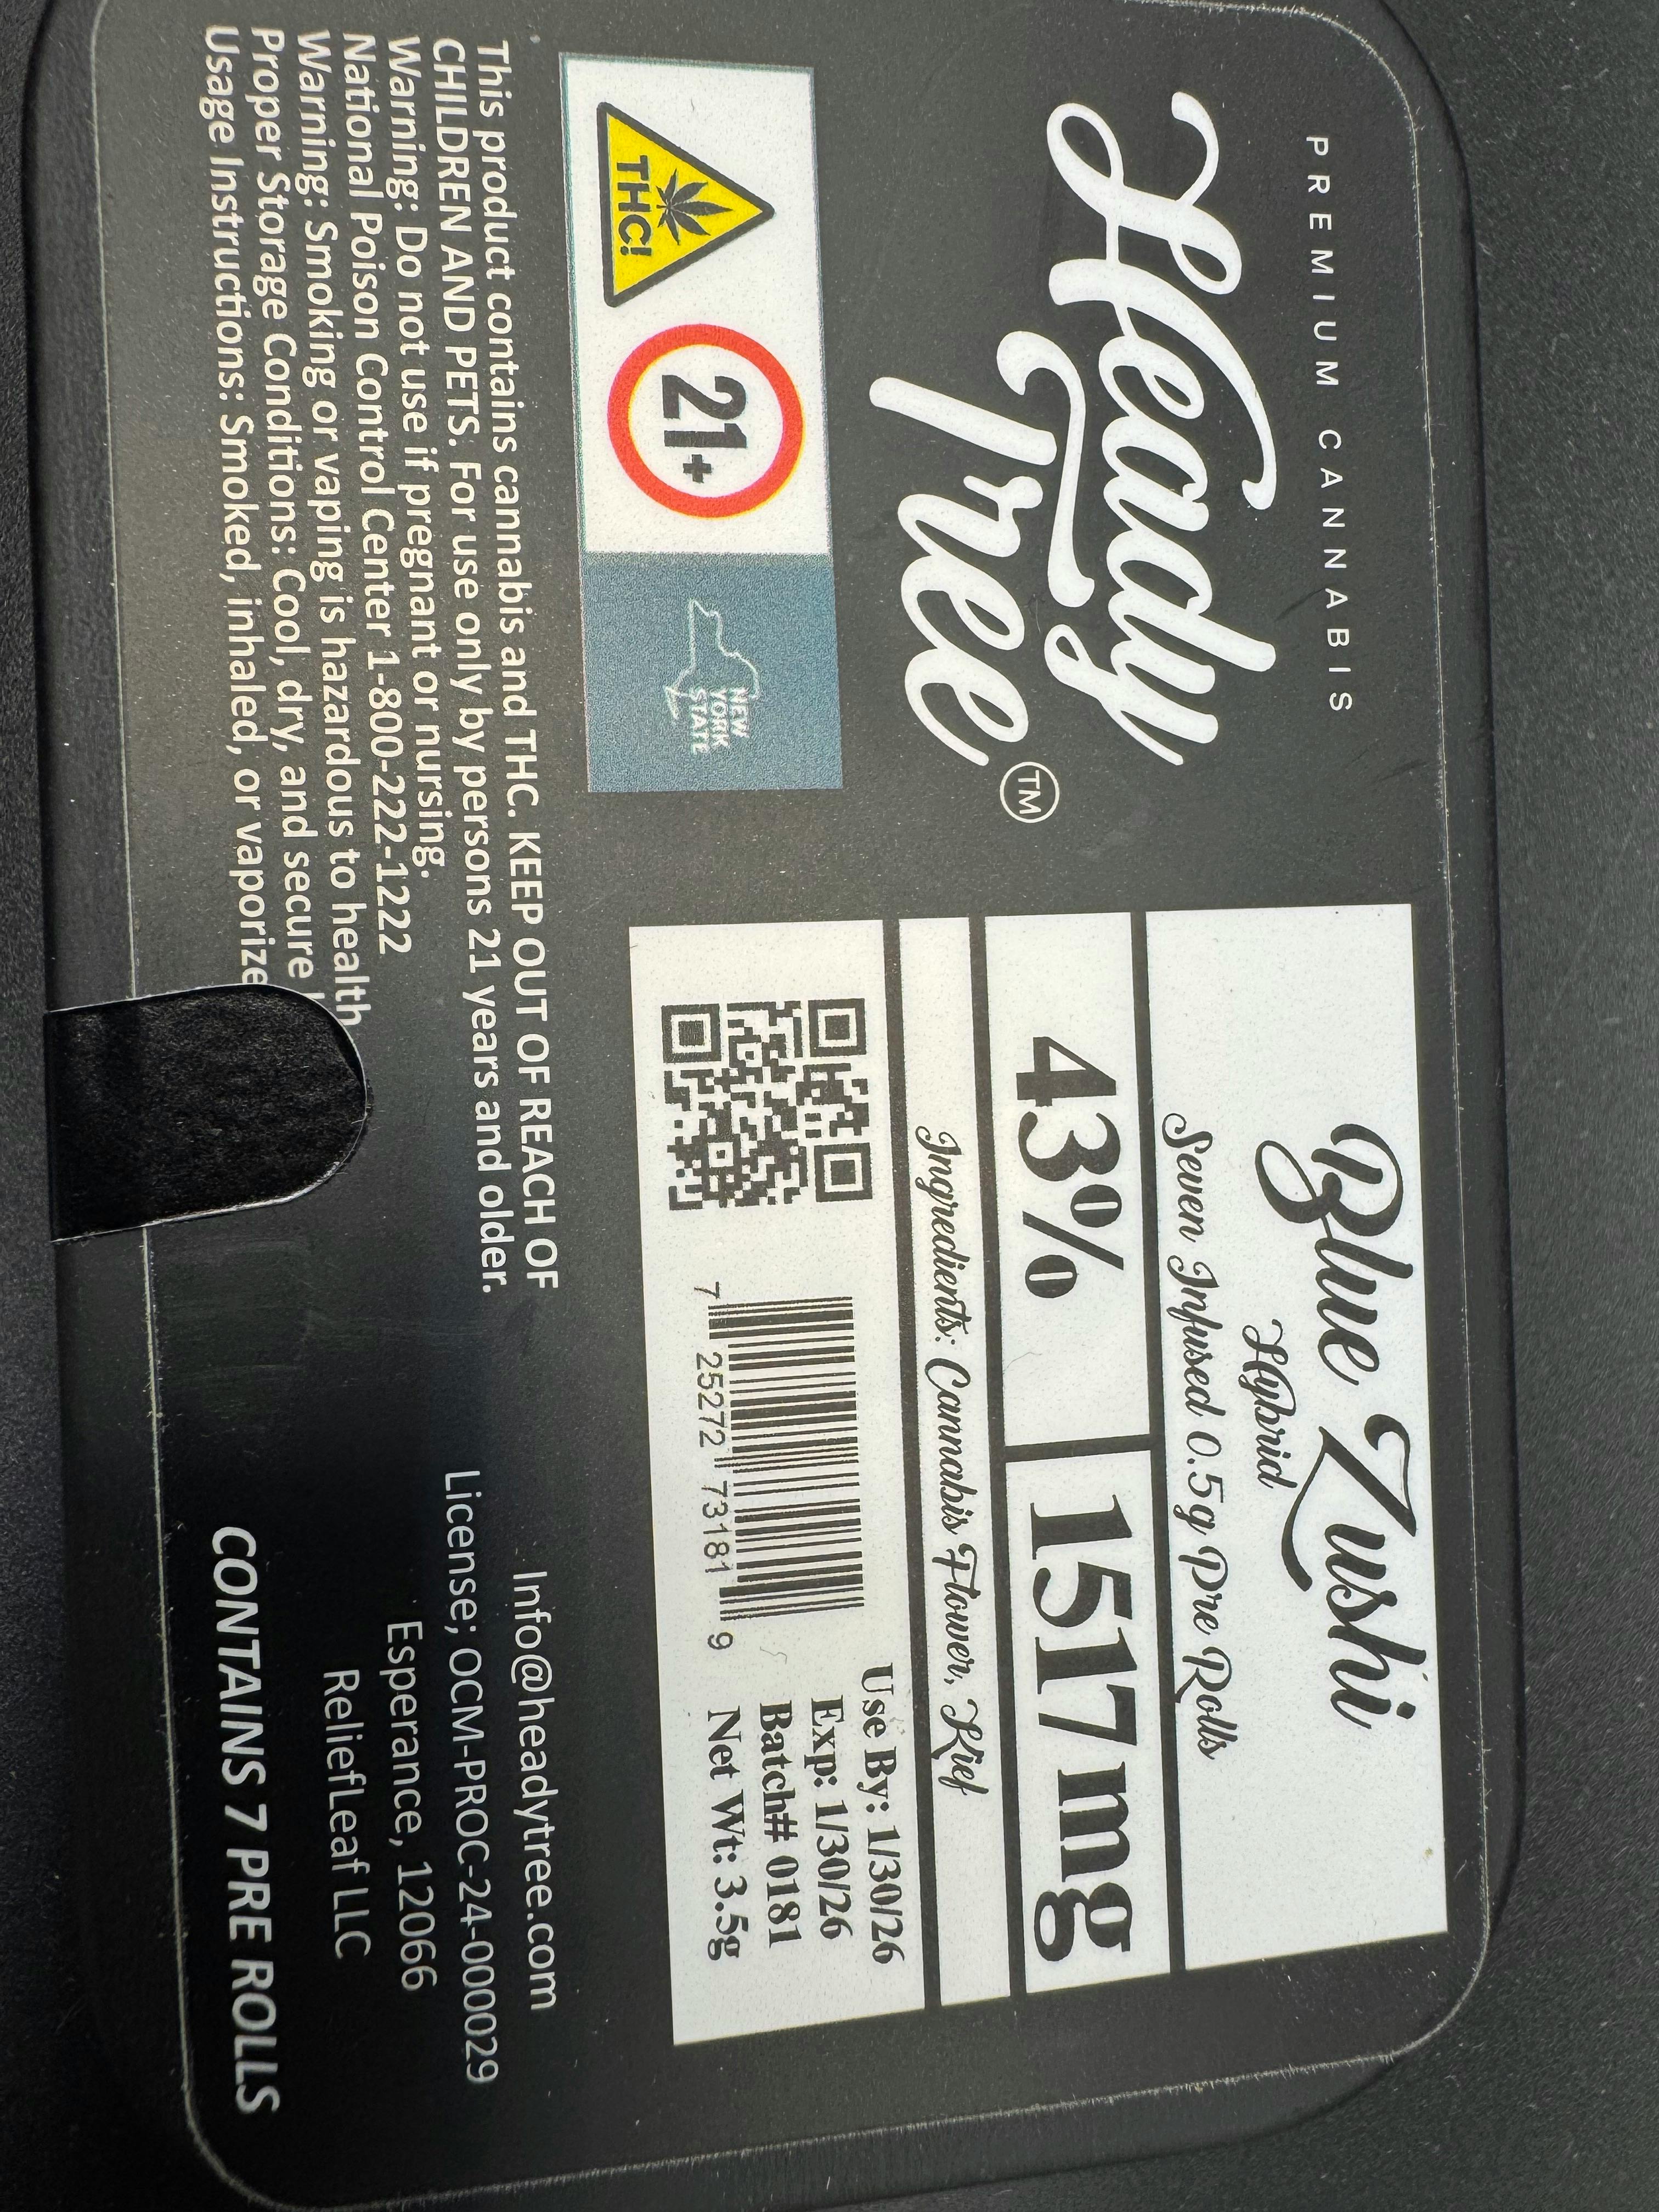 PREMIUM CANNABIS
Heady
Tree
TM
THC!
21+
NEW
YORK
STATE
This product contains cannabis and THC. KEEP OUT OF REACH OF
CHILDREN AND PETS. For use only by persons 21 years and older.
Warning: Do not use if pregnant or nursing.
National Poison Control Center 1-800-222-1222
Warning: Smoking or vaping is hazardous to health
Proper Storage Conditions: Cool, dry, and secure
Usage Instructions: Smoked, inhaled, or vaporize
Blue Zushi
Hybrid
Seven Infused 0.5g Pre Rolls
43%
1517mg
Ingredients: Cannabis Flower, Kief
7 25272 73181 9
Use By: 1/30/26
Exp: 1/30/26
Batch# 0181
Net Wt: 3.5g
Info@headytree.com
License; OCM-PROC-24-000029
Esperance, 12066
ReliefLeaf LLC
CONTAINS 7 PRE ROLLS